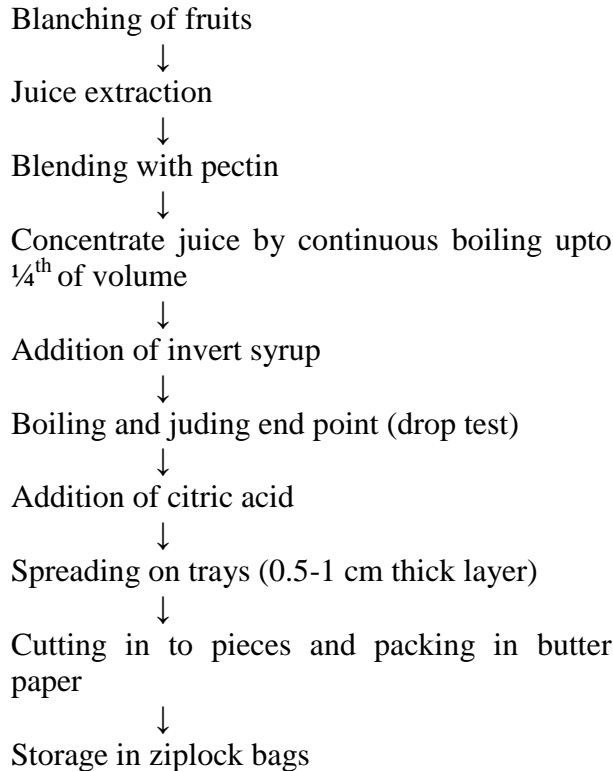 Blanching of fruits
↓
Juice extraction
↓
Blending with pectin
↓
Concentrate juice by continuous boiling upto
¼th of volume
↓
Addition of invert syrup
↓
Boiling and juding end point (drop test)
↓
Addition of citric acid
↓
Spreading on trays (0.5-1 cm thick layer)
↓
Cutting in to pieces and packing in butter
paper
↓
Storage in ziplock bags